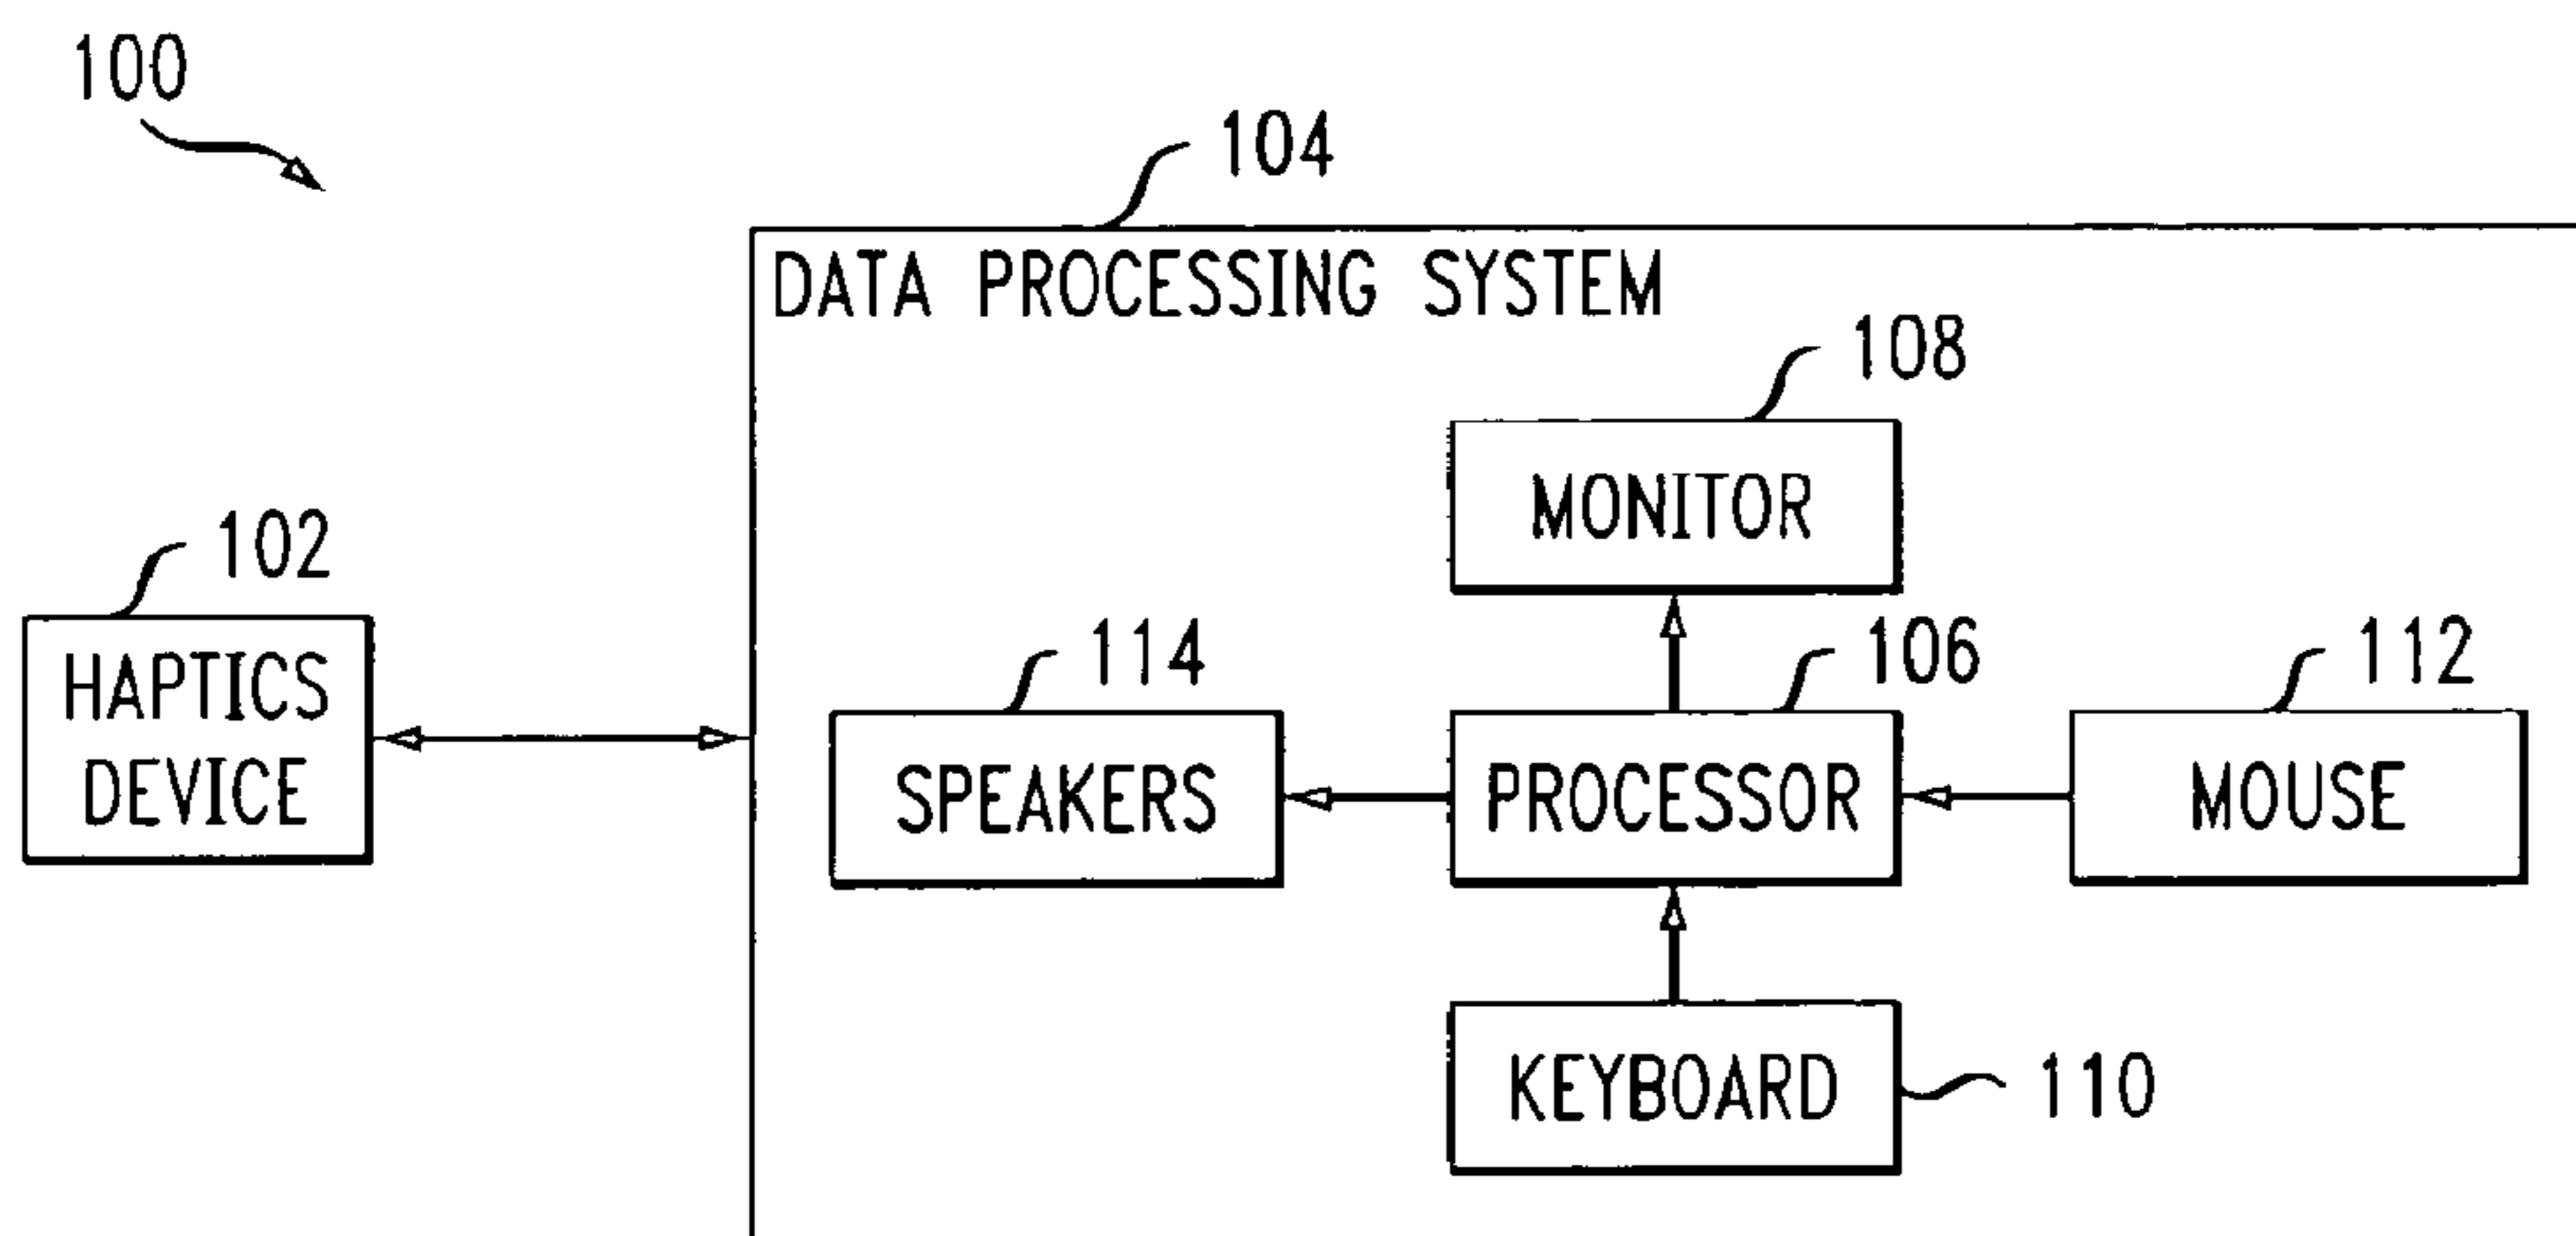 100
104
DATA PROCESSING SYSTEM
108
MONITOR
102
HAPTICS
DEVICE
114
SPEAKERS
106
PROCESSOR
112
MOUSE
KEYBOARD
110